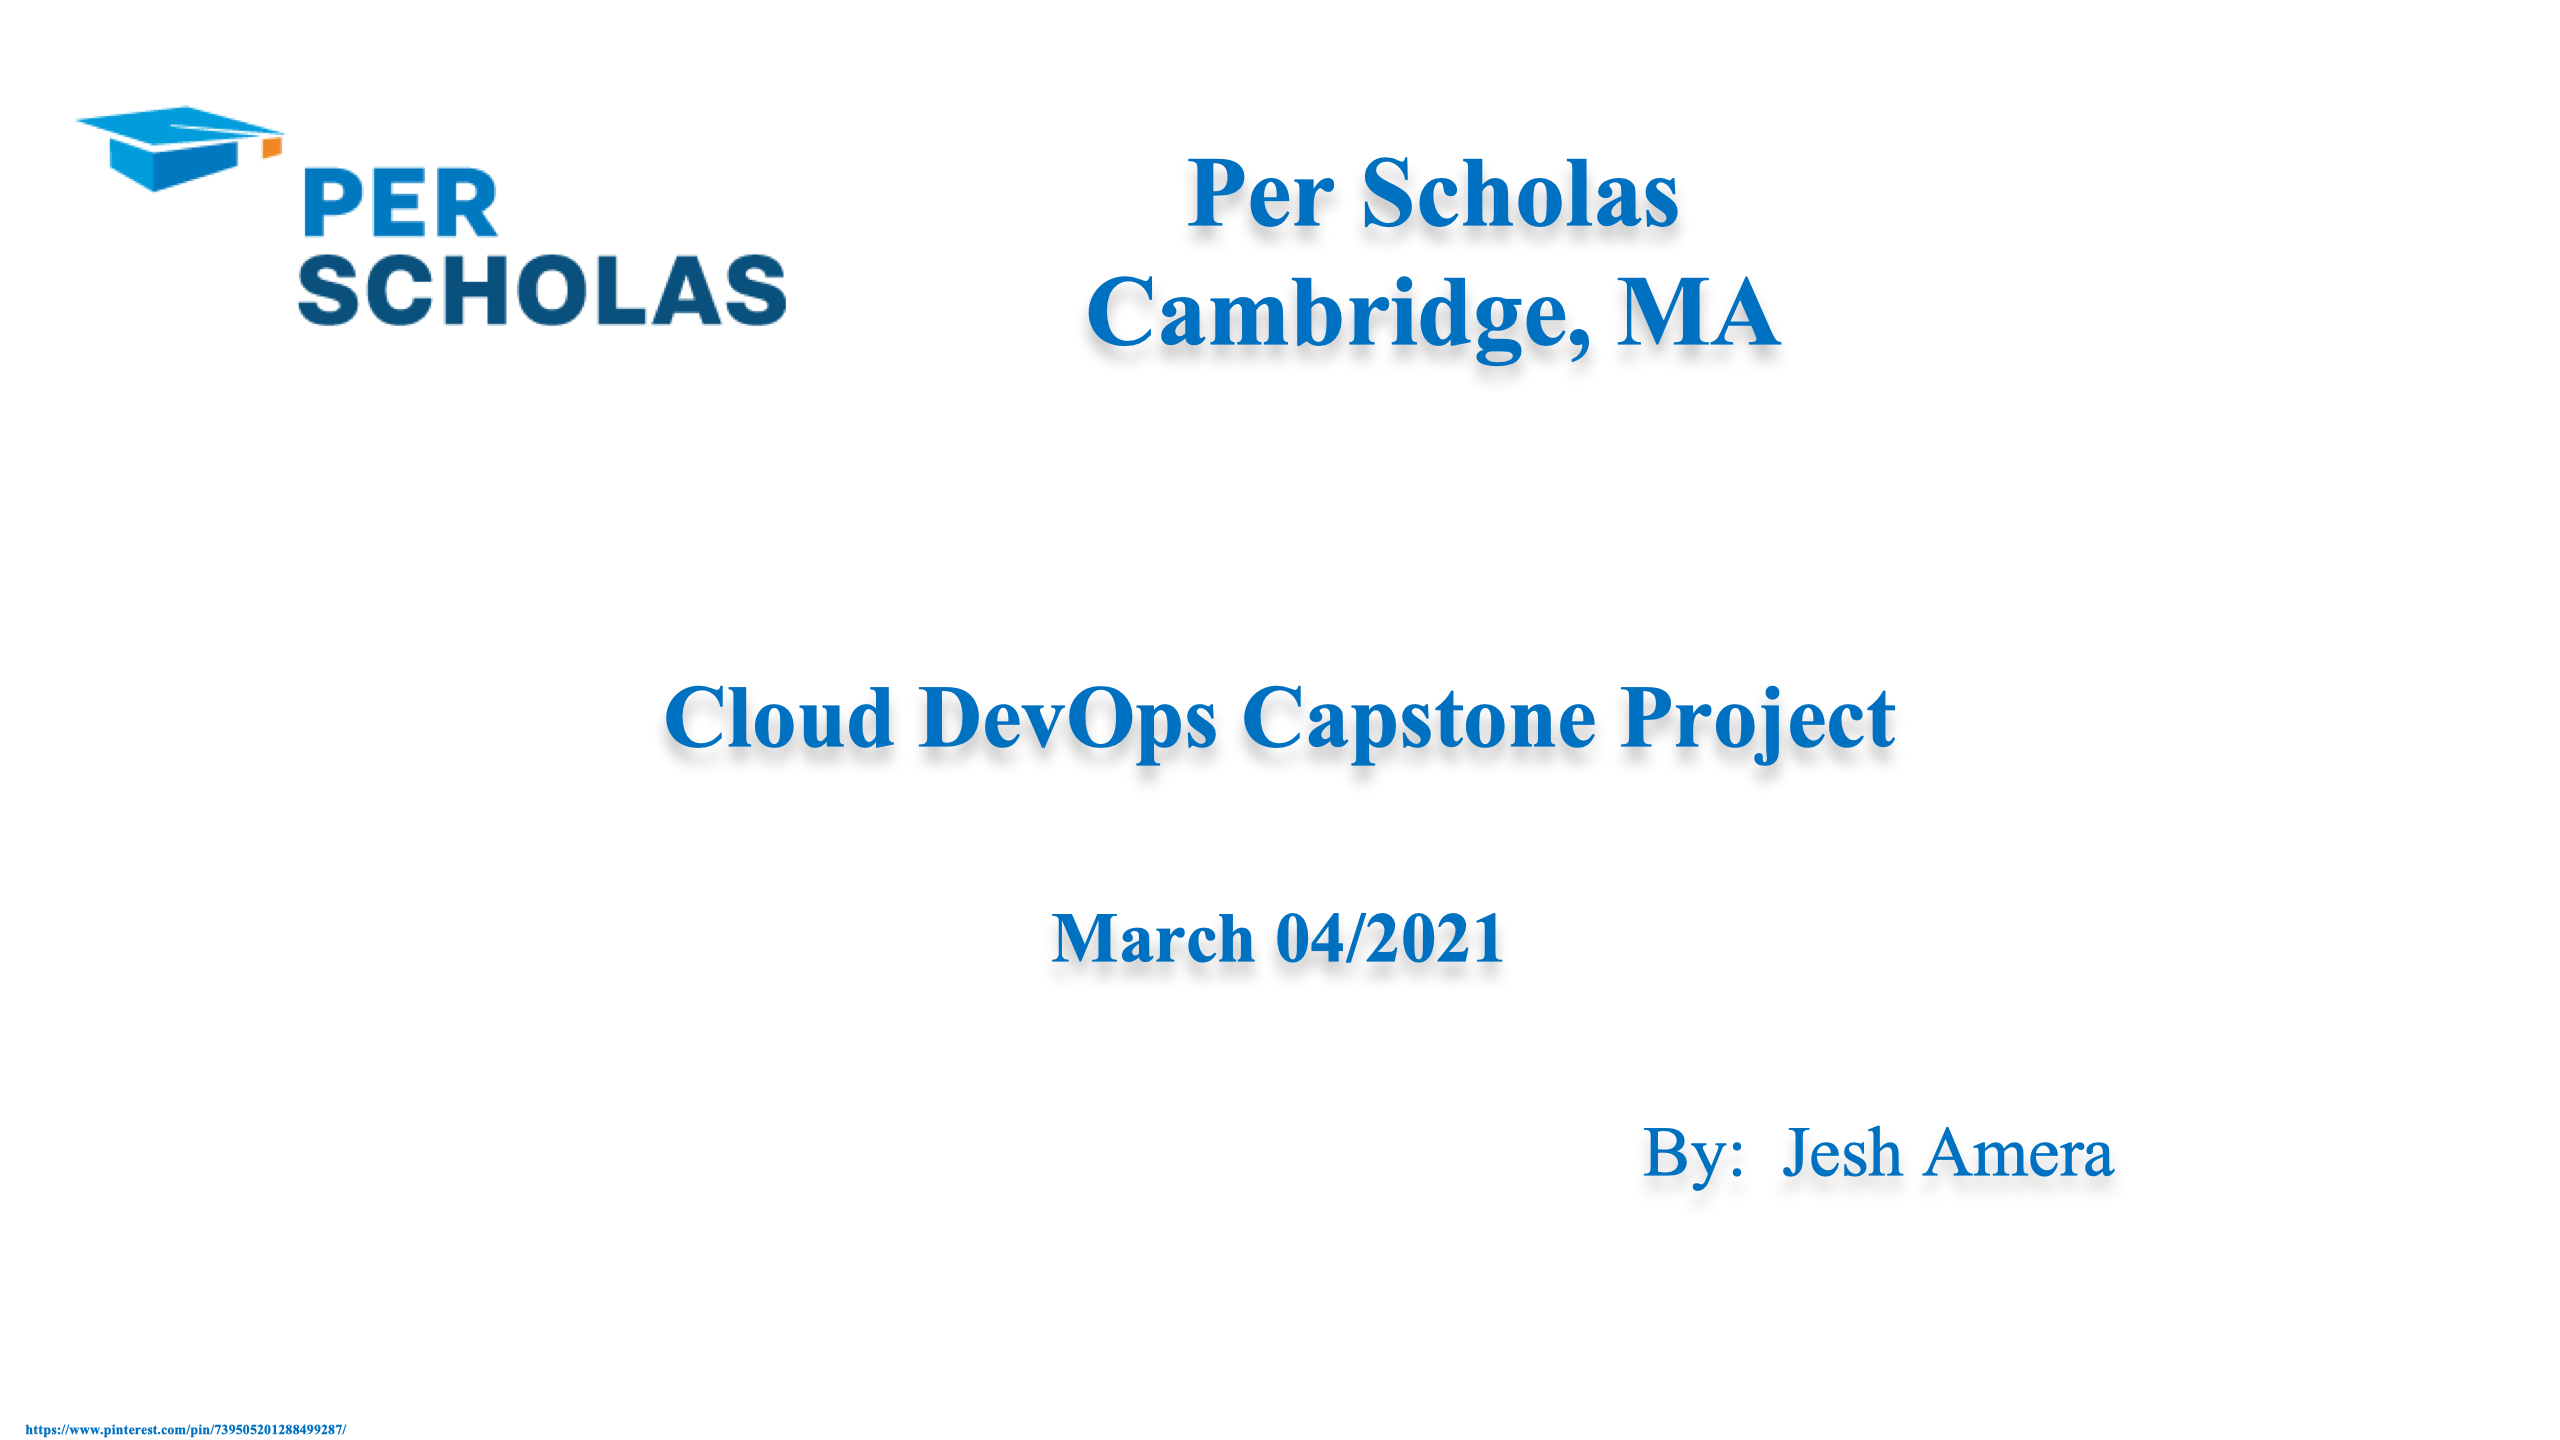 PER
SCHOLAS
Per Scholas
Cambridge, MA
Cloud DevOps Capstone Project
March 04/2021
By:  Jesh Amera
https://www.pinterest.com/pin/739505201288499287/